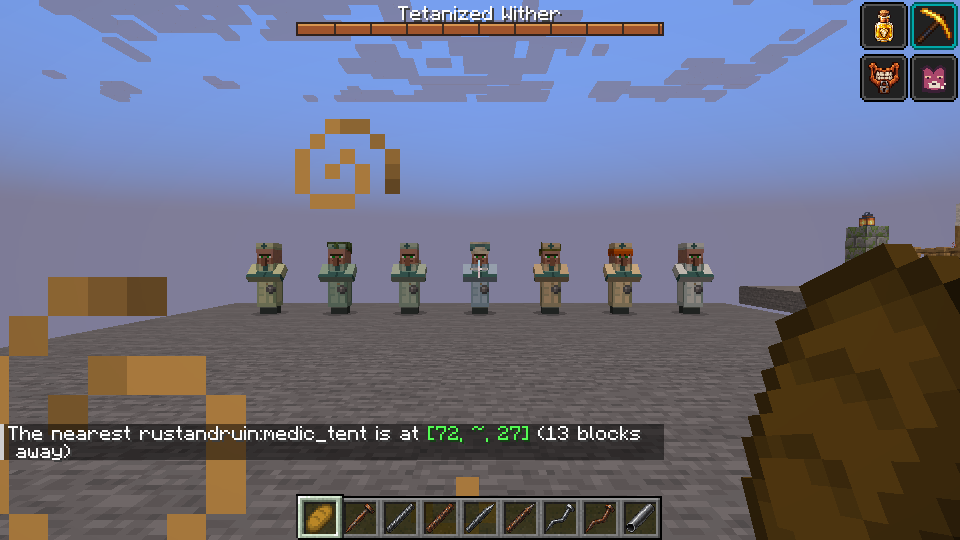 Tetanized Wither
The nearest rustandruin:medic_tent is at [72, ~, 27] (13 blocks
away)